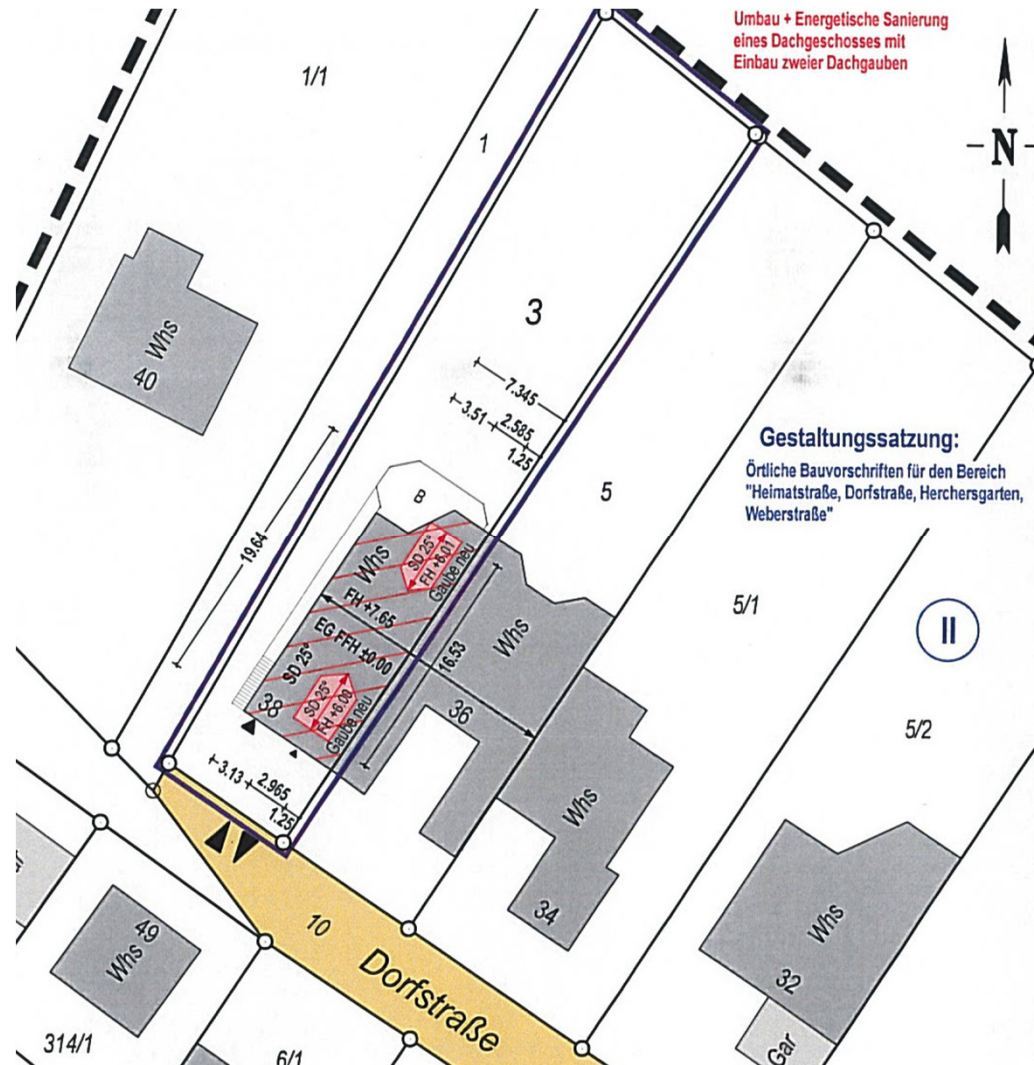 Umbau + Energetische Sanierung
eines Dachgeschosses mit
Einbau zweier Dachgauben
N
1/1
1
3
Whs
40
7.345
3.51
2.585
1.25
Gestaltungssatzung:
Örtliche Bauvorschriften für den Bereich
"Heimatstraße, Dorfstraße, Herchersgarten,
Weberstraße"
5
B
19.64
Whs
SD 25°
FH +6.01
Gaube neu
FH +7.65
EG FFH ±0.00
SD 25°
38
SD 25°
FH +6.00
Gaube neu
16.53
Whs
36
5/1
II
5/2
3.13
2.965
1.25
Whs
34
Whs
32
Gar
10
Dorfstraße
49
Whs
314/1
6/1